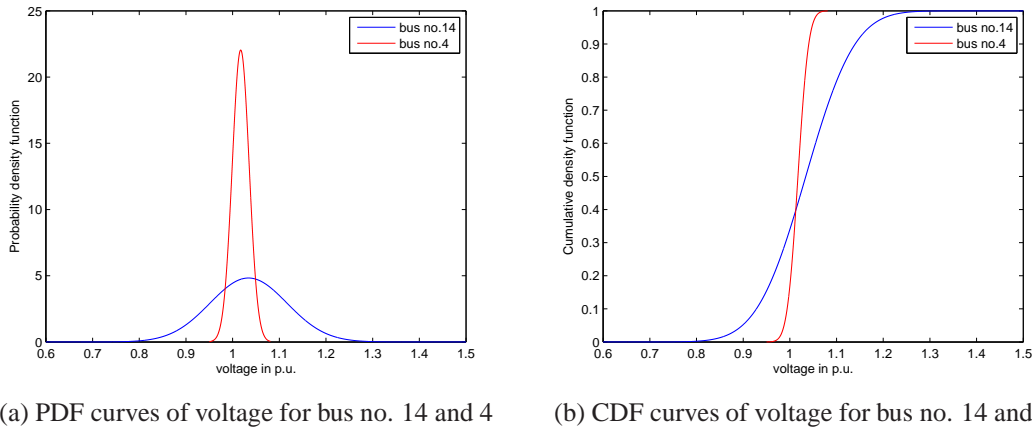 25
20
15
10
5
0
0.6 0.7 0.8 0.9 1 1.1 1.2 1.3 1.4 1.5
voltage in p.u.
Probability density function
bus no.14
bus no.4
1
0.9
0.8
0.7
0.6
0.5
0.4
0.3
0.2
0.1
0
0.6 0.7 0.8 0.9 1 1.1 1.2 1.3 1.4 1.5
voltage in p.u.
Cumulative density function
bus no.14
bus no.4
(a) PDF curves of voltage for bus no. 14 and 4
(b) CDF curves of voltage for bus no. 14 and